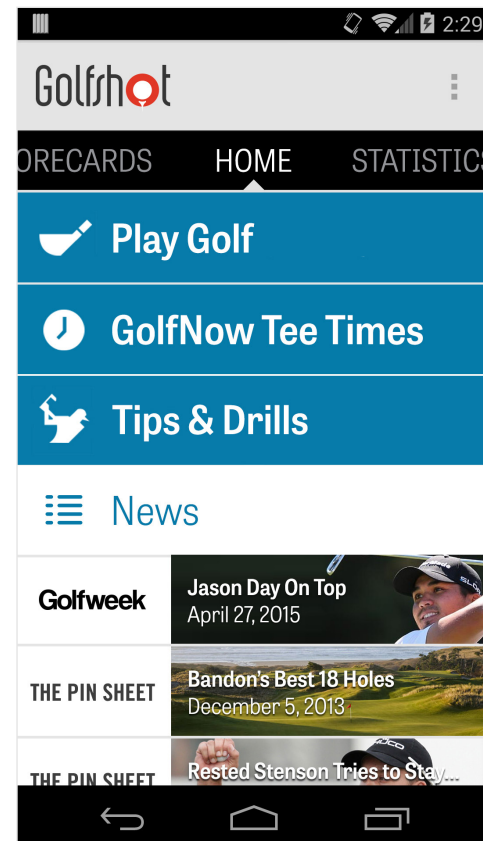 2:29
Golfshot
ORECARDS HOME STATISTICS
Play Golf
GolfNow Tee Times
Tips & Drills
News
Golfweek
Jason Day On Top
April 27, 2015
THE PIN SHEET
Bandon's Best 18 Holes
December 5, 2013
THE PIN SHEET
Rested Stenson Tries to Stay...